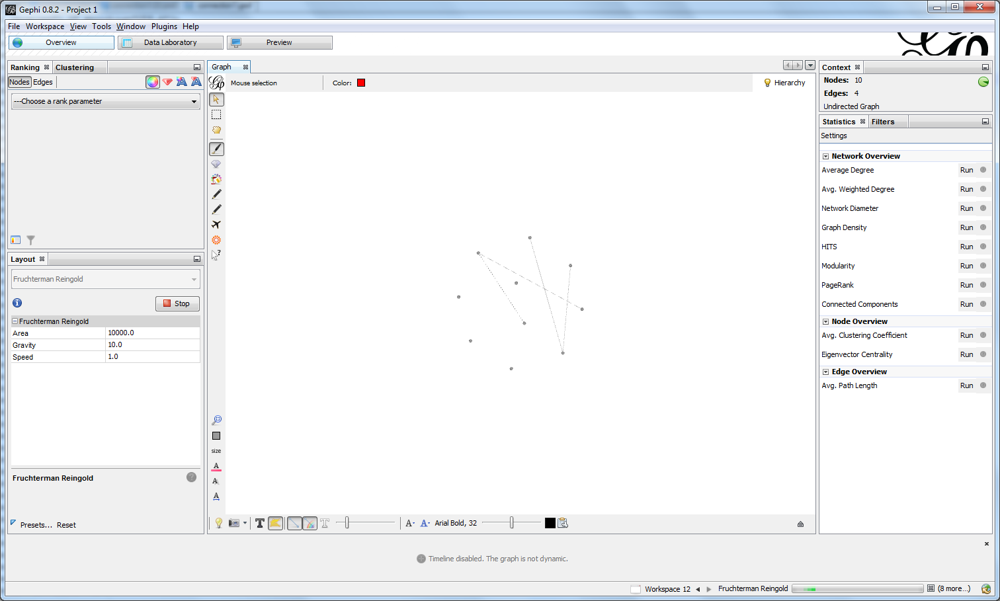 Gephi 0.8.2 - Project 1
File Workspace View Tools Window Plugins Help
Overview Data Laboratory Preview
Ranking Clustering
Nodes Edges
---Choose a rank parameter
Layout
Fruchterman Reingold
Stop
Fruchterman Reingold
Area 10000.0
Gravity 10.0
Speed 1.0
Fruchterman Reingold
Presets... Reset
Graph
Mouse selection Color: Hierarchy
size
Arial Bold, 32
Context
Nodes: 10
Edges: 4
Undirected Graph
Statistics Filters
Settings
Network Overview
Average Degree Run
Avg. Weighted Degree Run
Network Diameter Run
Graph Density Run
HITS Run
Modularity Run
PageRank Run
Connected Components Run
Node Overview
Avg. Clustering Coefficient Run
Eigenvector Centrality Run
Edge Overview
Avg. Path Length Run
Timeline disabled. The graph is not dynamic.
Workspace 12 Fruchterman Reingold (8 more...)